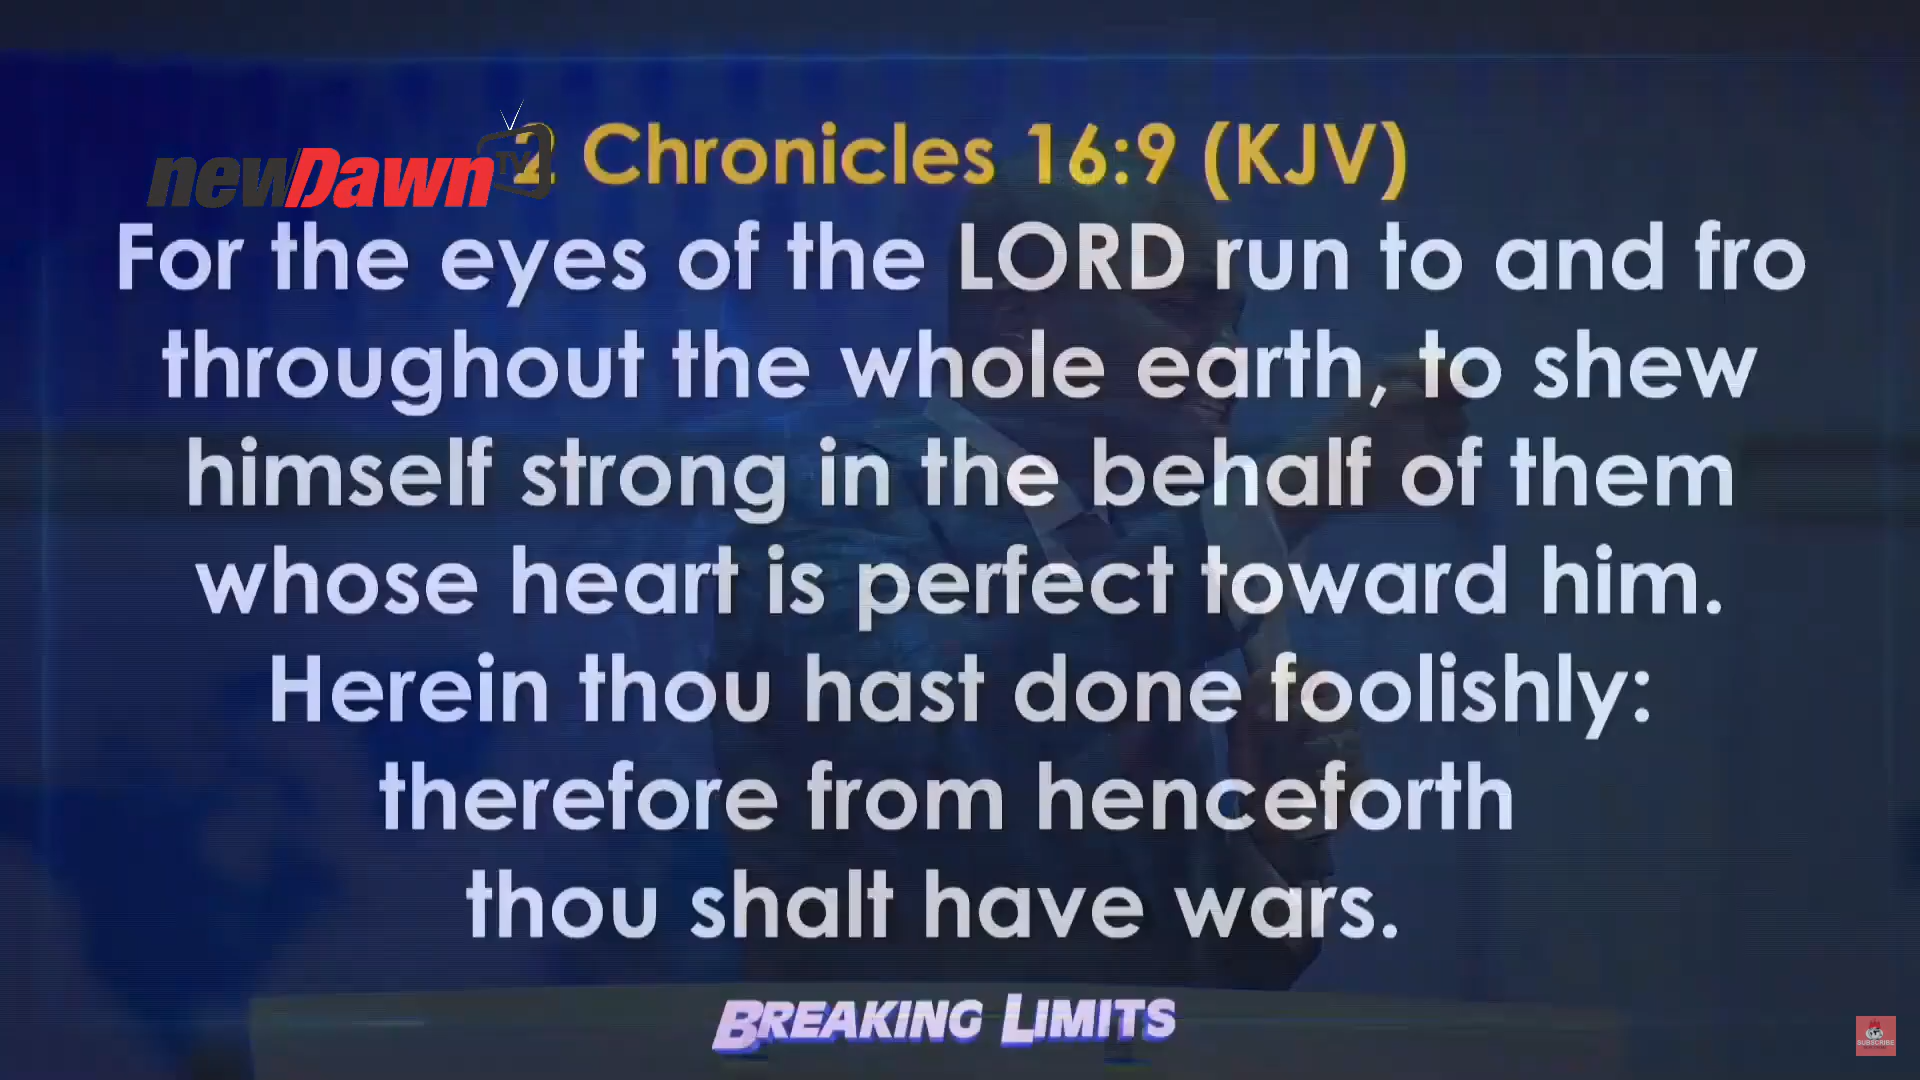 2 Chronicles 16:9 (KJV)
newDawn TV
For the eyes of the LORD run to and fro
throughout the whole earth, to shew
himself strong in the behalf of them
whose heart is perfect toward him.
Herein thou hast done foolishly:
therefore from henceforth
thou shalt have wars.
BREAKING LIMITS
SUBSCRIBE